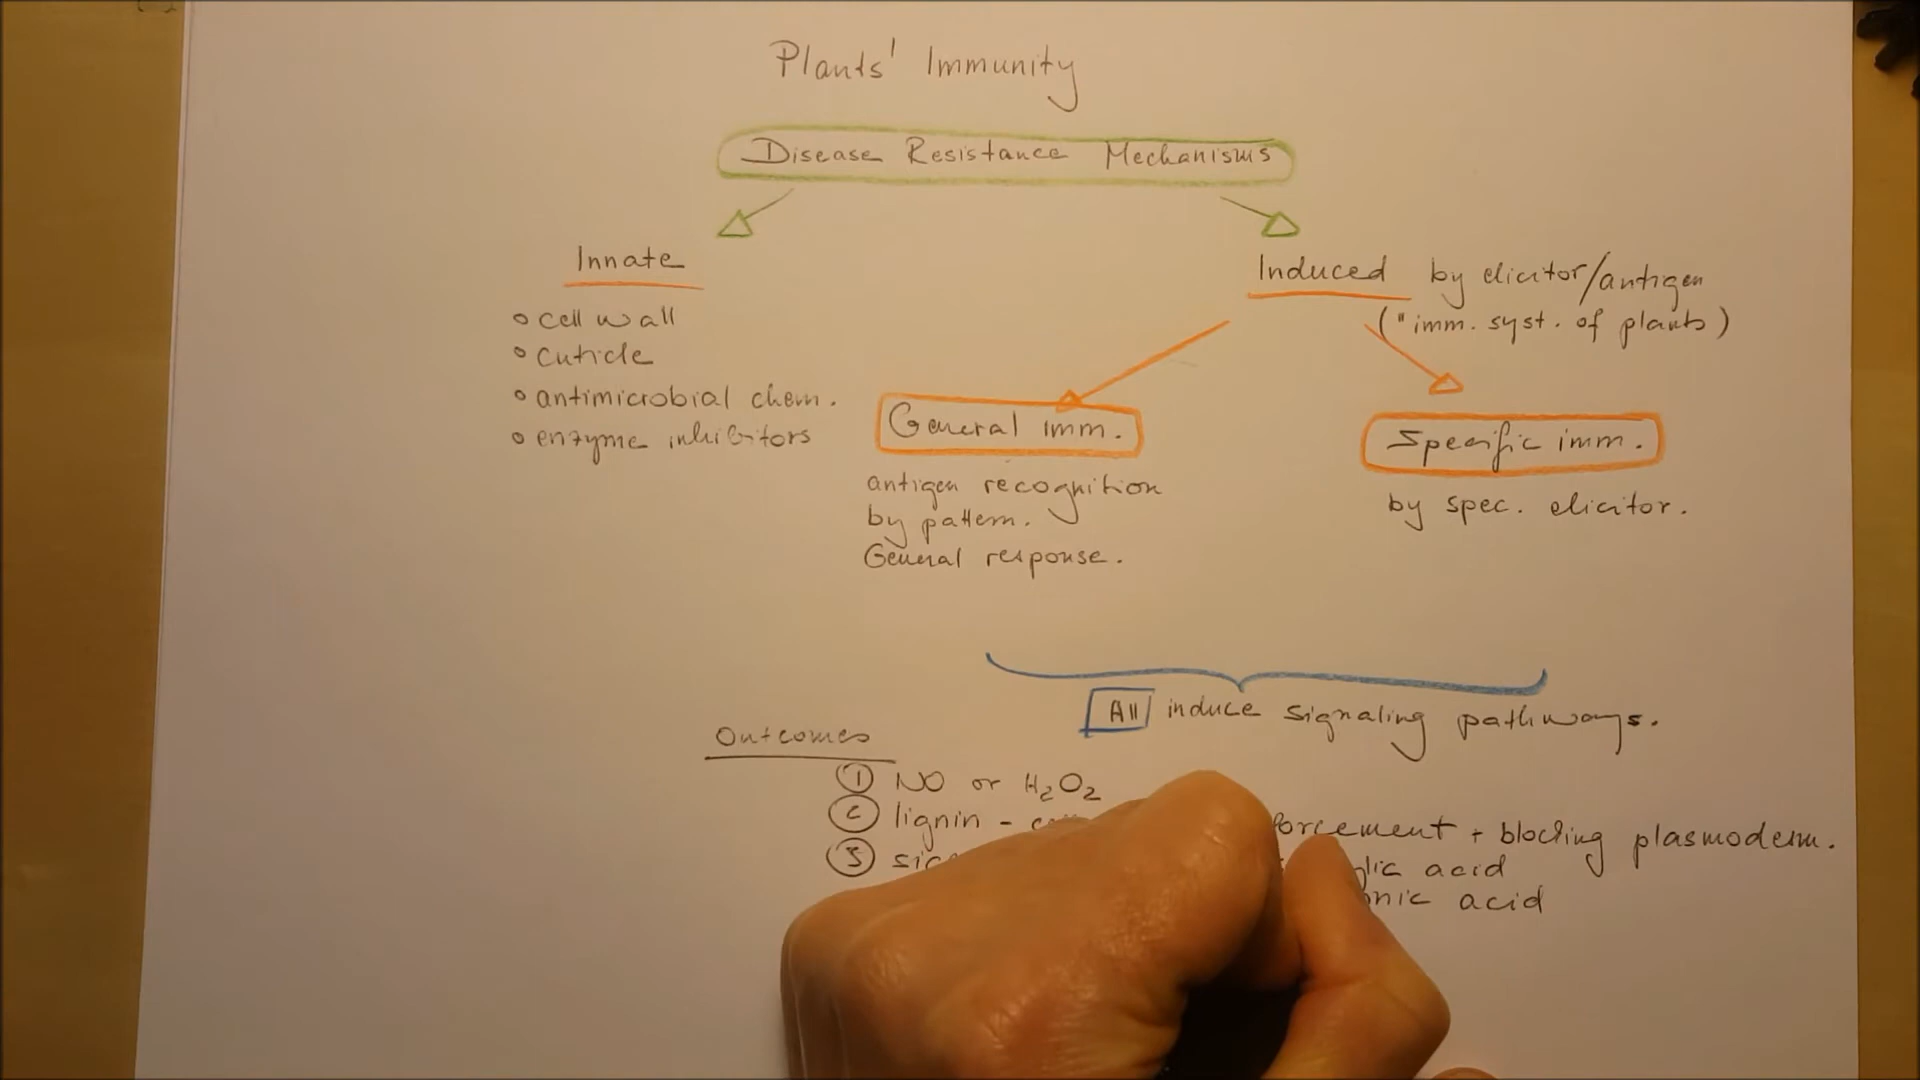 Plants' Immunity
Disease Resistance Mechanisms
Innate
Induced by elicitor/antigen
("imm. syst. of plants)
• cell wall
• cuticle
• antimicrobial chem.
• enzyme inhibitors
General imm.
antigen recognition
by pattern.
General response.
Specific imm.
by spec. elicitor.
All induce signaling pathways.
Outcomes
① NO or H₂O₂
② lignin - forcement + blocking plasmodesm.
③ acid
acid